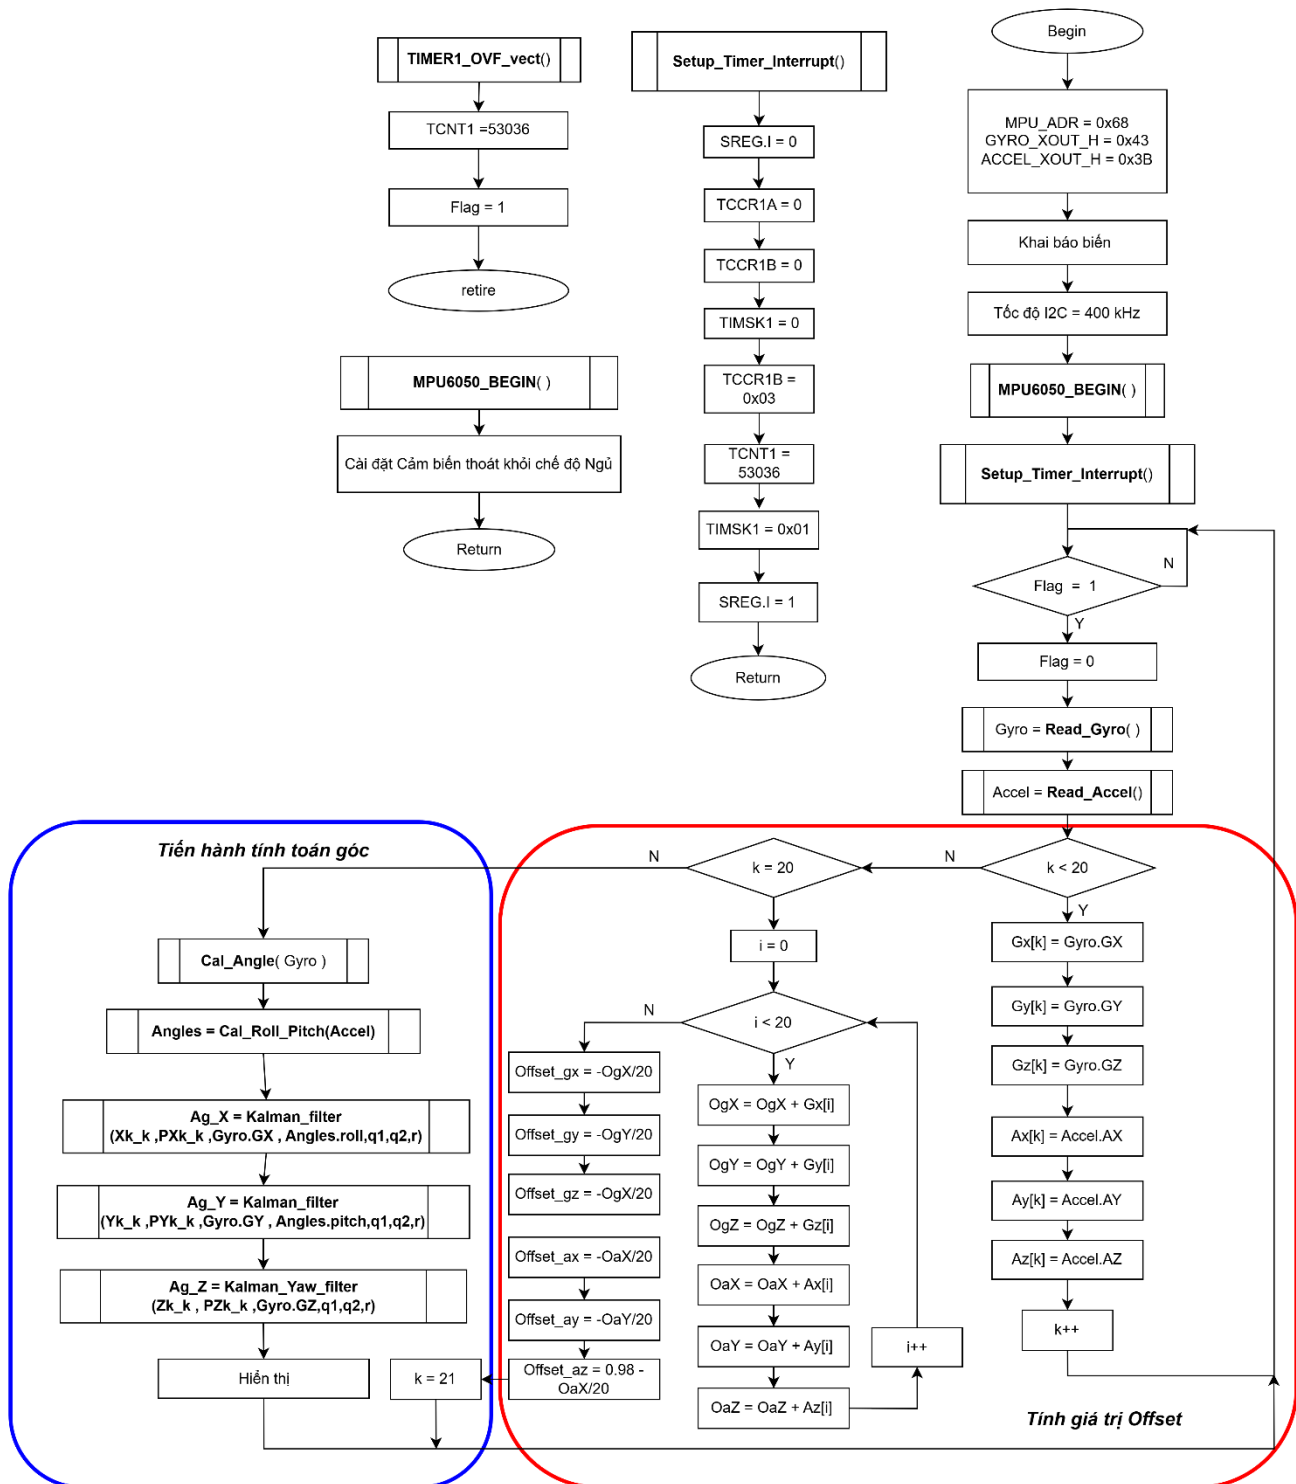 TIMER1_OVF_vect()
TCNT1 =53036
Flag = 1
retire
MPU6050_BEGIN( )
Cài đặt Cảm biến thoát khỏi chế độ Ngủ
Return
Setup_Timer_Interrupt()
SREG.I = 0
TCCR1A = 0
TCCR1B = 0
TIMSK1 = 0
TCCR1B =
0x03
TCNT1 =
53036
TIMSK1 = 0x01
SREG.I = 1
Return
Begin
MPU_ADR = 0x68
GYRO_XOUT_H = 0x43
ACCEL_XOUT_H = 0x3B
Khai báo biến
Tốc độ I2C = 400 kHz
MPU6050_BEGIN( )
Setup_Timer_Interrupt()
Flag = 1
N
Y
Flag = 0
Gyro = Read_Gyro( )
Accel = Read_Accel()
k < 20
N
Y
Gx[k] = Gyro.GX
Gy[k] = Gyro.GY
Gz[k] = Gyro.GZ
Ax[k] = Accel.AX
Ay[k] = Accel.AY
Az[k] = Accel.AZ
k++
k = 20
N
i = 0
i < 20
N
Y
OgX = OgX + Gx[i]
OgY = OgY + Gy[i]
OgZ = OgZ + Gz[i]
OaX = OaX + Ax[i]
OaY = OaY + Ay[i]
OaZ = OaZ + Az[i]
i++
Offset_gx = -OgX/20
Offset_gy = -OgY/20
Offset_gz = -OgX/20
Offset_ax = -OaX/20
Offset_ay = -OaY/20
Offset_az = 0.98 -
OaX/20
k = 21
Tính giá trị Offset
Tiến hành tính toán góc
Cal_Angle( Gyro )
Angles = Cal_Roll_Pitch(Accel)
Ag_X = Kalman_filter
(Xk_k ,PXk_k ,Gyro.GX , Angles.roll,q1,q2,r)
Ag_Y = Kalman_filter
(Yk_k ,PYk_k ,Gyro.GY , Angles.pitch,q1,q2,r)
Ag_Z = Kalman_Yaw_filter
(Zk_k , PZk_k ,Gyro.GZ,q1,q2,r)
Hiển thị